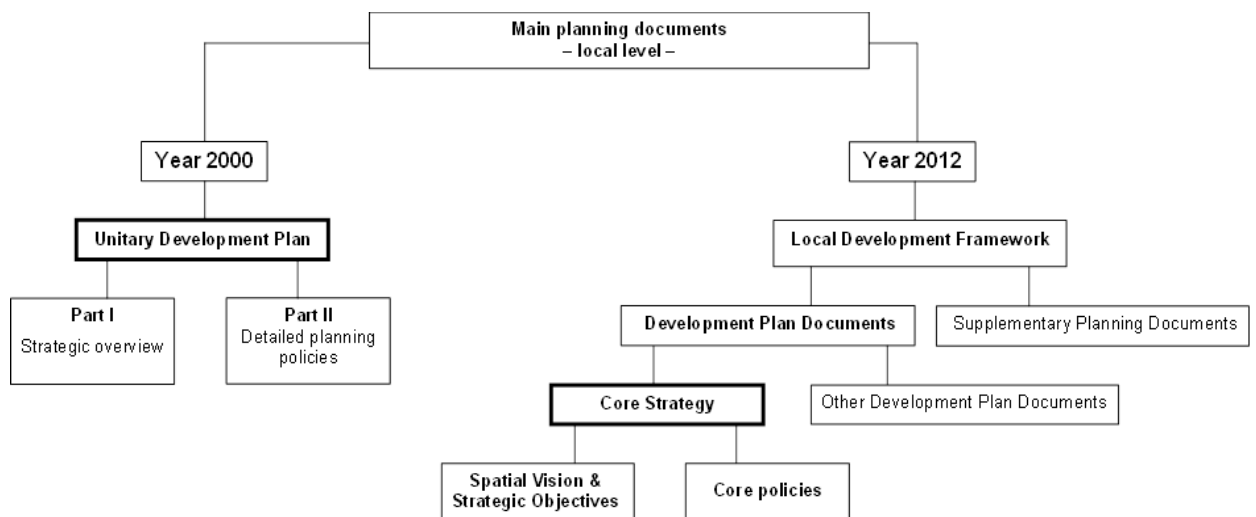 Main planning documents
– local level –
Year 2000
Year 2012
Unitary Development Plan
Local Development Framework
Part I
Strategic overview
Part II
Detailed planning
policies
Development Plan Documents
Supplementary Planning Documents
Core Strategy
Other Development Plan Documents
Spatial Vision &
Strategic Objectives
Core policies